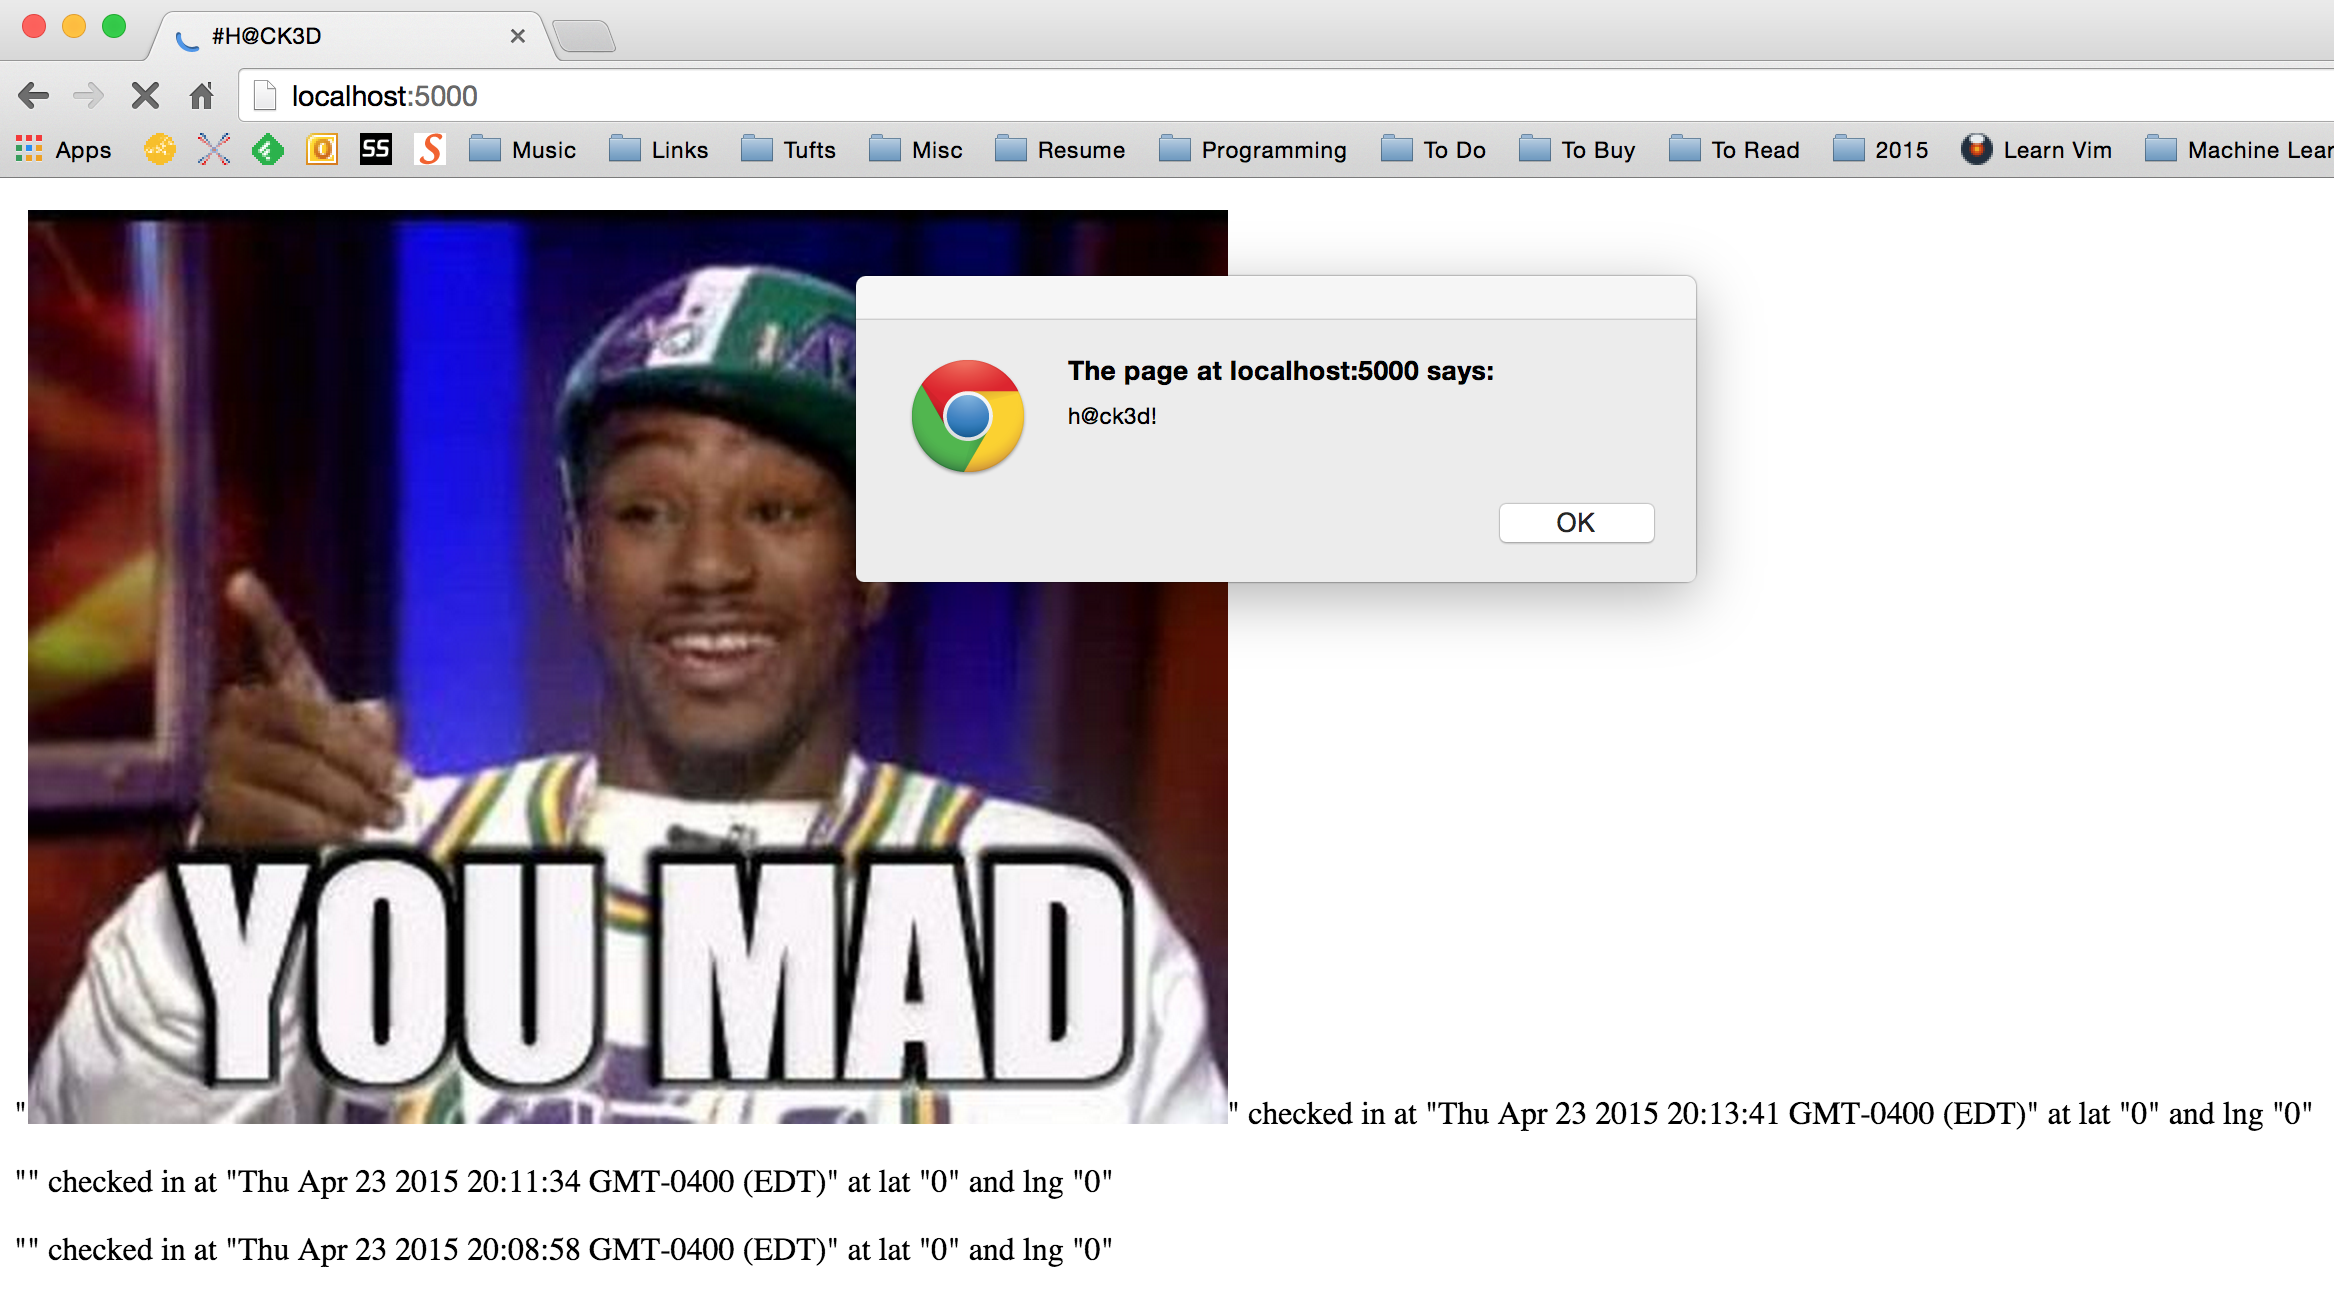 #H@CK3D
localhost:5000
Apps SS S Music Links Tufts Misc Resume Programming To Do To Buy To Read 2015 Learn Vim Machine Lear
The page at localhost:5000 says:
h@ck3d!
OK
YOU MAD
"" checked in at "Thu Apr 23 2015 20:13:41 GMT-0400 (EDT)" at lat "0" and lng "0"
"" checked in at "Thu Apr 23 2015 20:11:34 GMT-0400 (EDT)" at lat "0" and lng "0"
"" checked in at "Thu Apr 23 2015 20:08:58 GMT-0400 (EDT)" at lat "0" and lng "0"